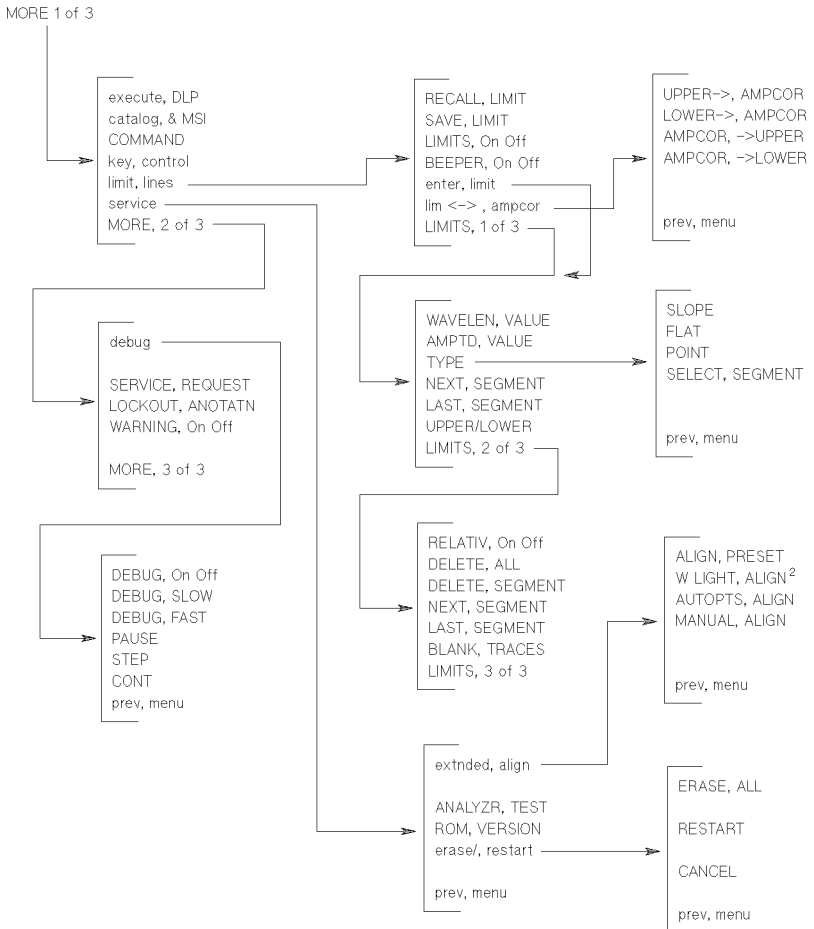 MORE 1 of 3
execute, DLP
catalog, & MSI
COMMAND
key, control
limit, lines
service
MORE, 2 of 3
RECALL, LIMIT
SAVE, LIMIT
LIMITS, On Off
BEEPER, On Off
enter, limit
lim <-> , ampcor
LIMITS, 1 of 3
UPPER->, AMPCOR
LOWER->, AMPCOR
AMPCOR, ->UPPER
AMPCOR, ->LOWER
prev, menu
debug
SERVICE, REQUEST
LOCKOUT, ANOTATN
WARNING, On Off
MORE, 3 of 3
WAVELEN, VALUE
AMPTD, VALUE
TYPE
NEXT, SEGMENT
LAST, SEGMENT
UPPER/LOWER
LIMITS, 2 of 3
SLOPE
FLAT
POINT
SELECT, SEGMENT
prev, menu
DEBUG, On Off
DEBUG, SLOW
DEBUG, FAST
PAUSE
STEP
CONT
prev, menu
RELATIV, On Off
DELETE, ALL
DELETE, SEGMENT
NEXT, SEGMENT
LAST, SEGMENT
BLANK, TRACES
LIMITS, 3 of 3
ALIGN, PRESET
W LIGHT, ALIGN²
AUTOPTS, ALIGN
MANUAL, ALIGN
prev, menu
extnded, align
ANALYZR, TEST
ROM, VERSION
erase/, restart
prev, menu
ERASE, ALL
RESTART
CANCEL
prev, menu